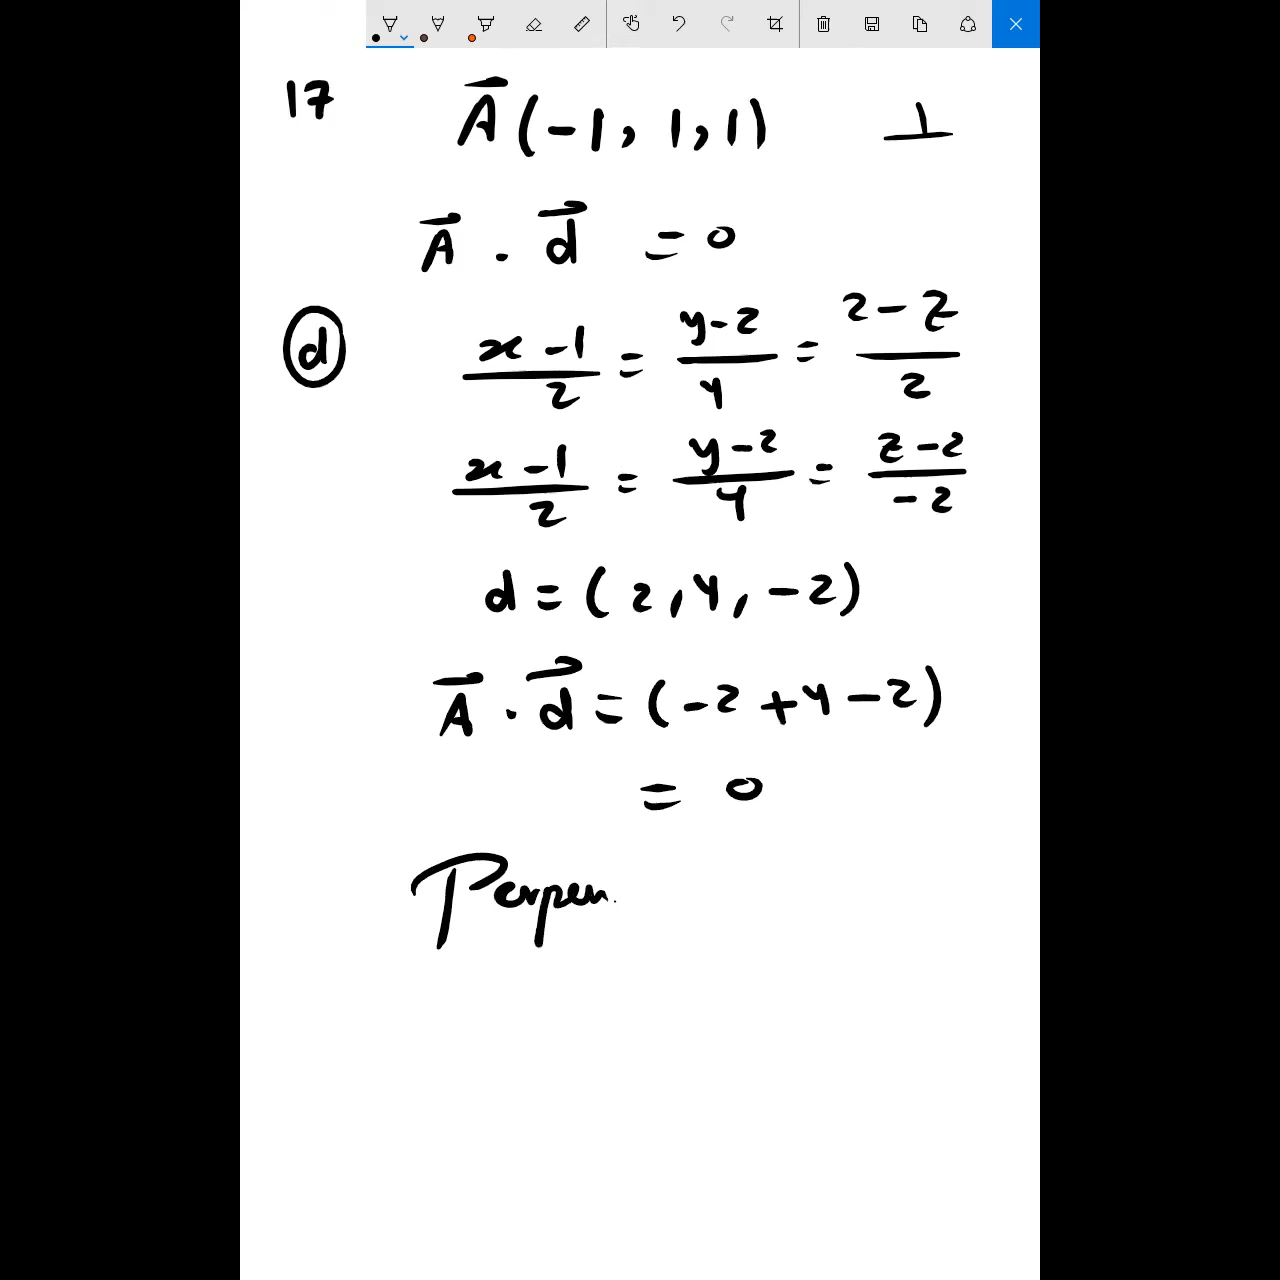 17 A⃗ (-1, 1, 1) ⊥
A⃗ . d⃗ = 0
(d) x-1/2 = y-2/4 = 2-z/2
x-1/2 = y-2/4 = z-2/-2
d = (2, 4, -2)
A⃗ . d⃗ = (-2 + 4 - 2)
= 0
Perpen.